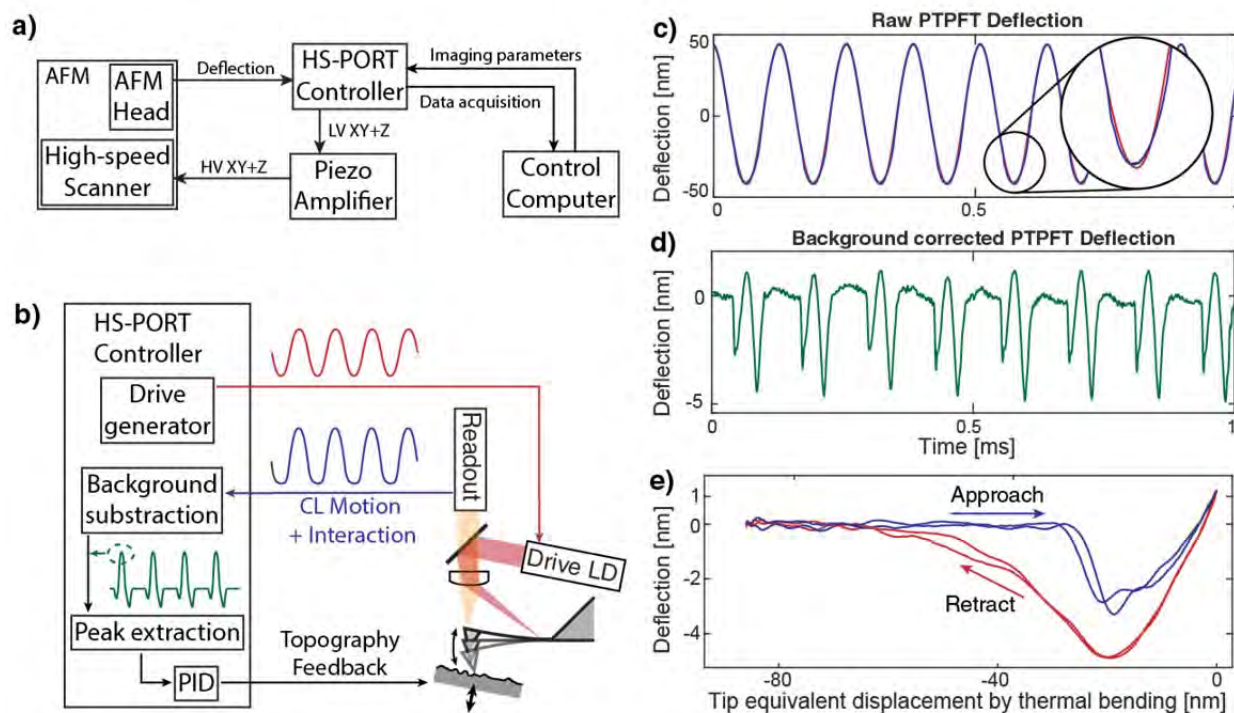 a)
AFM
AFM
Head
High-speed
Scanner
Deflection
HS-PORT
Controller
Imaging parameters
Data acquisition
LV XY+Z
HV XY+Z
Piezo
Amplifier
Control
Computer
b)
HS-PORT
Controller
Drive
generator
Background
substraction
Peak extraction
PID
CL Motion
+ Interaction
Readout
Drive LD
Topography
Feedback
c)
Raw PTPFT Deflection
Deflection [nm]
50
0
-50
0
0.5
1
d)
Background corrected PTPFT Deflection
Deflection [nm]
0
-5
0
0.5
1
Time [ms]
e)
Deflection [nm]
1
0
-2
-4
Approach
Retract
-80
-40
0
Tip equivalent displacement by thermal bending [nm]